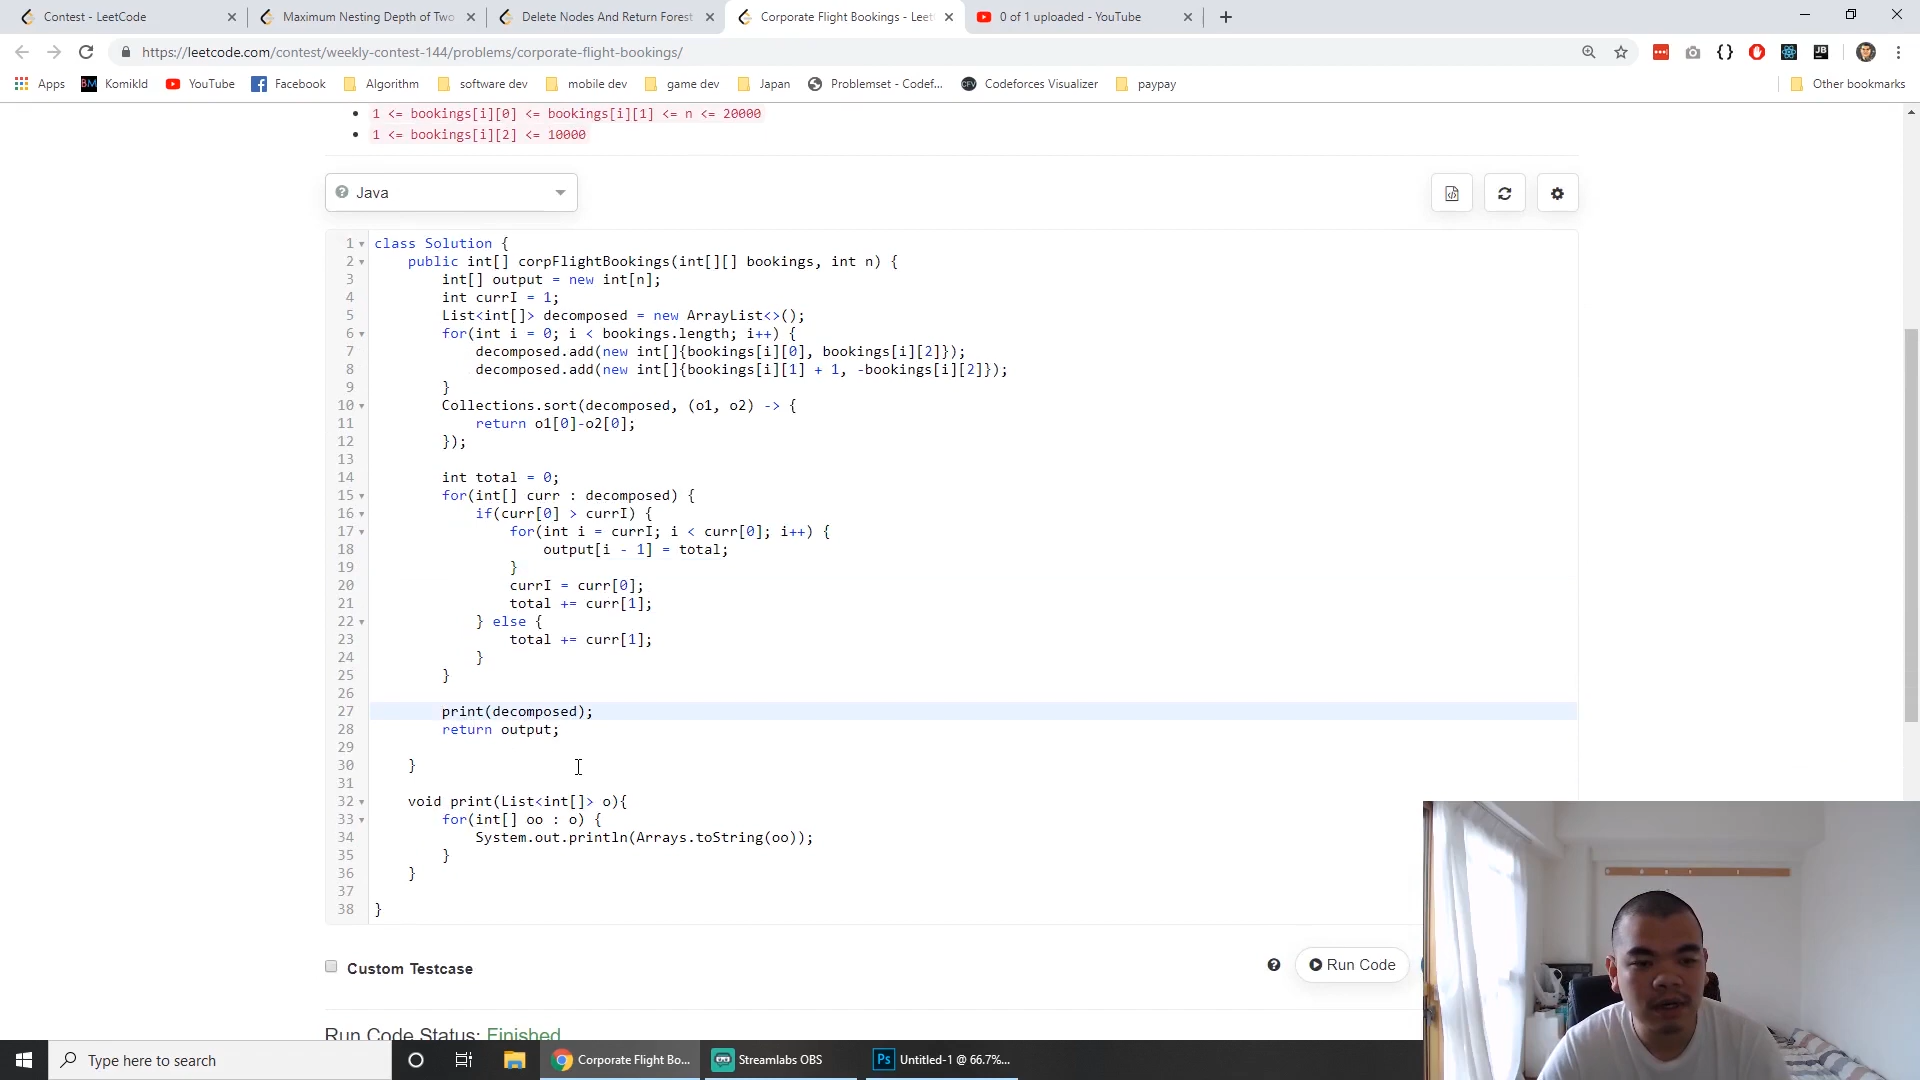 Contest - LeetCode
Maximum Nesting Depth of Two
Delete Nodes And Return Forest
Corporate Flight Bookings - Leet
0 of 1 uploaded - YouTube
https://leetcode.com/contest/weekly-contest-144/problems/corporate-flight-bookings/
Apps
BM Komikld
YouTube
Facebook
Algorithm
software dev
mobile dev
game dev
Japan
Problemset - Codef...
CFV Codeforces Visualizer
paypay
Other bookmarks
1 <= bookings[i][0] <= bookings[i][1] <= n <= 20000
1 <= bookings[i][2] <= 10000
Java
1 class Solution {
2 public int[] corpFlightBookings(int[][] bookings, int n) {
3 int[] output = new int[n];
4 int currI = 1;
5 List<int[]> decomposed = new ArrayList<>();
6 for(int i = 0; i < bookings.length; i++) {
7 decomposed.add(new int[]{bookings[i][0], bookings[i][2]});
8 decomposed.add(new int[]{bookings[i][1] + 1, -bookings[i][2]});
9 }
10 Collections.sort(decomposed, (o1, o2) -> {
11 return o1[0]-o2[0];
12 });
13
14 int total = 0;
15 for(int[] curr : decomposed) {
16 if(curr[0] > currI) {
17 for(int i = currI; i < curr[0]; i++) {
18 output[i - 1] = total;
19 }
20 currI = curr[0];
21 total += curr[1];
22 } else {
23 total += curr[1];
24 }
25 }
26
27 print(decomposed);
28 return output;
29
30 }
31
32 void print(List<int[]> o){
33 for(int[] oo : o) {
34 System.out.println(Arrays.toString(oo));
35 }
36 }
37
38 }
Custom Testcase
Run Code
Run Code Status: Finished
Type here to search
Corporate Flight Bo...
Streamlabs OBS
Ps Untitled-1 @ 66.7%...